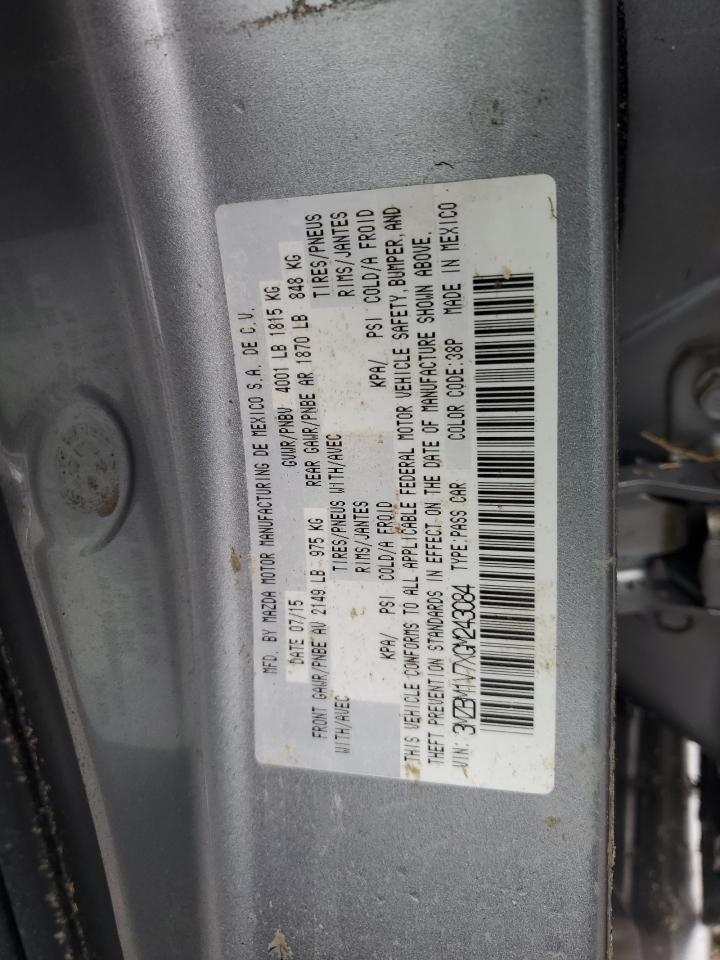 MFD. BY MAZDA MOTOR MANUFACTURING DE MEXICO S.A. DE C.V.
DATE 07/15 GVWR/PNBV 4001 LB 1815 KG
FRONT GAWR/PNBE AV 2149 LB 975 KG REAR GAWR/PNBE AR 1870 LB 848 KG
WITH/AVEC TIRES/PNEUS WITH/AVEC TIRES/PNEUS
RIMS/JANTES RIMS/JANTES
KPA/ PSI COLD/A FROID KPA/ PSI COLD/A FROID
THIS VEHICLE CONFORMS TO ALL APPLICABLE FEDERAL MOTOR VEHICLE SAFETY, BUMPER, AND
THEFT PREVENTION STANDARDS IN EFFECT ON THE DATE OF MANUFACTURE SHOWN ABOVE.
VIN: 3MZBM1V7XGM243084 TYPE:PASS CAR COLOR CODE:38P MADE IN MEXICO